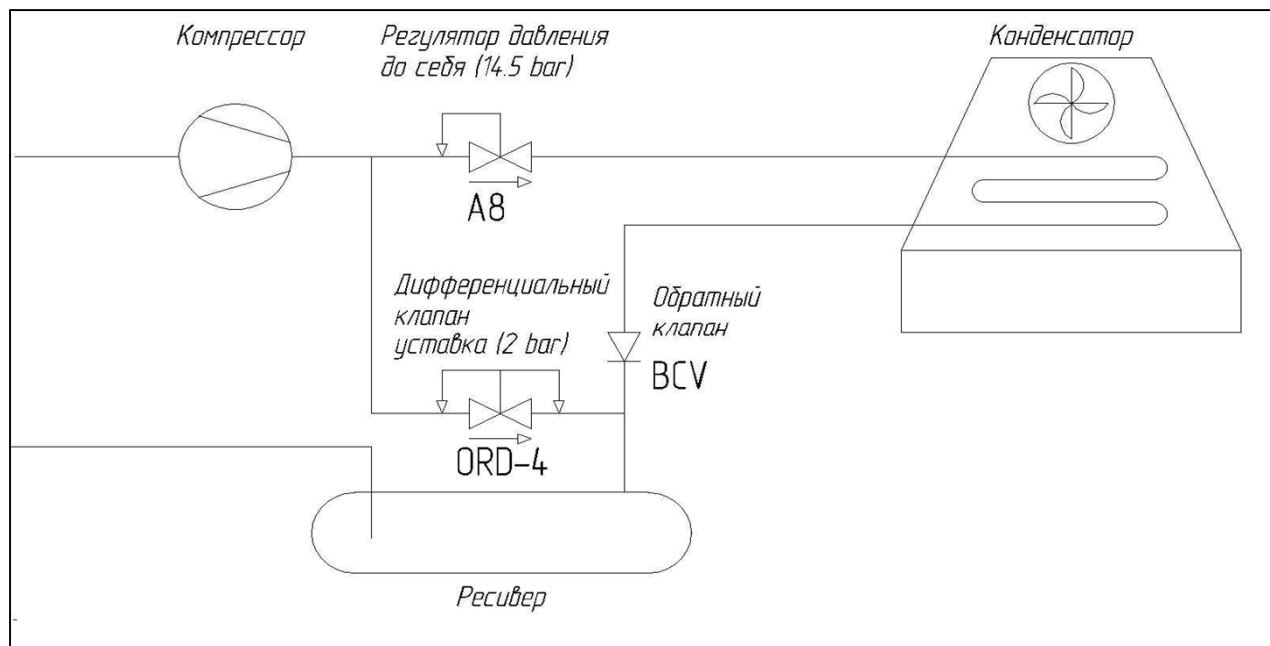 Компрессор
Регулятор давления
до себя (14.5 bar)
Конденсатор
A8
Дифференциальный
клапан
уставка (2 bar)
Обратный
клапан
BCV
ORD-4
Ресивер